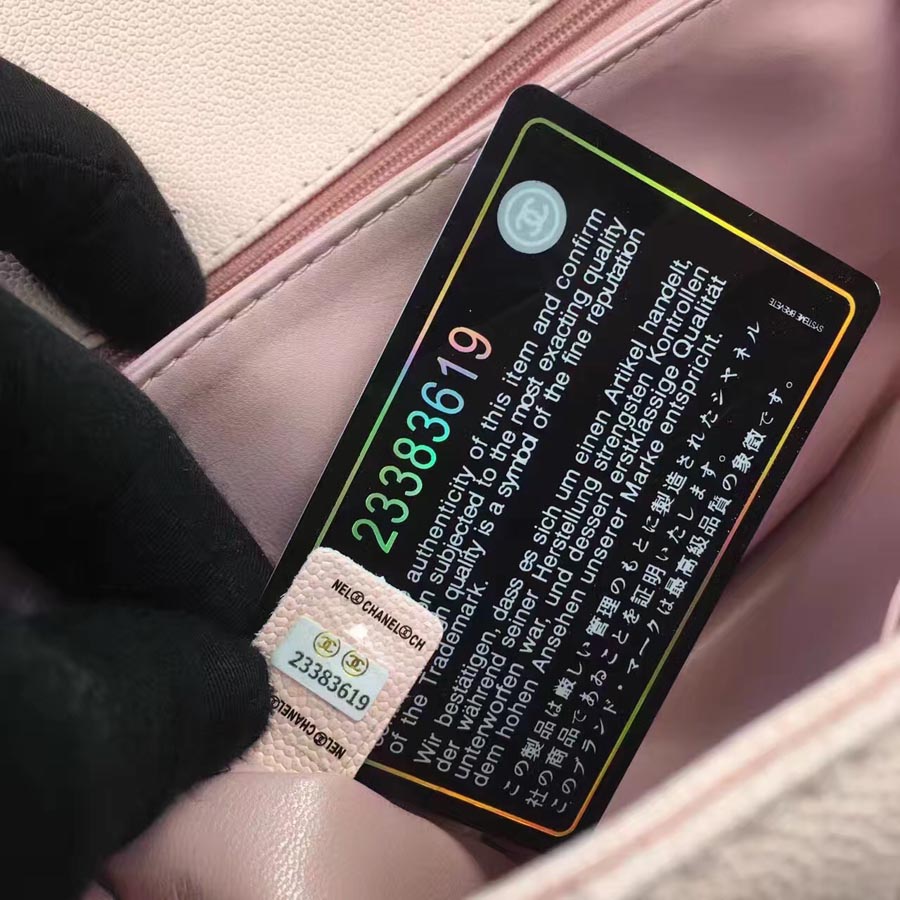 SYSTEME BREVETE
23383619
authenticity of this item and confirm
subjected to the most exacting quality
of the Trademark. quality is a symbol of the fine reputation
Wir bestätigen, dass es sich um einen Artikel handelt,
der während seiner Herstellung strengsten Kontrollen
unterworfen war, und dessen erstklassige Qualität
dem hohen Ansehen unserer Marke entspricht.
この製品は厳しい管理のもとに製造されたシャネル
社の商品であることを証明いたします。
このブランド・マークは最高級品質の象徴です。
NEL CHANEL CH
23383619
NEL CHANEL